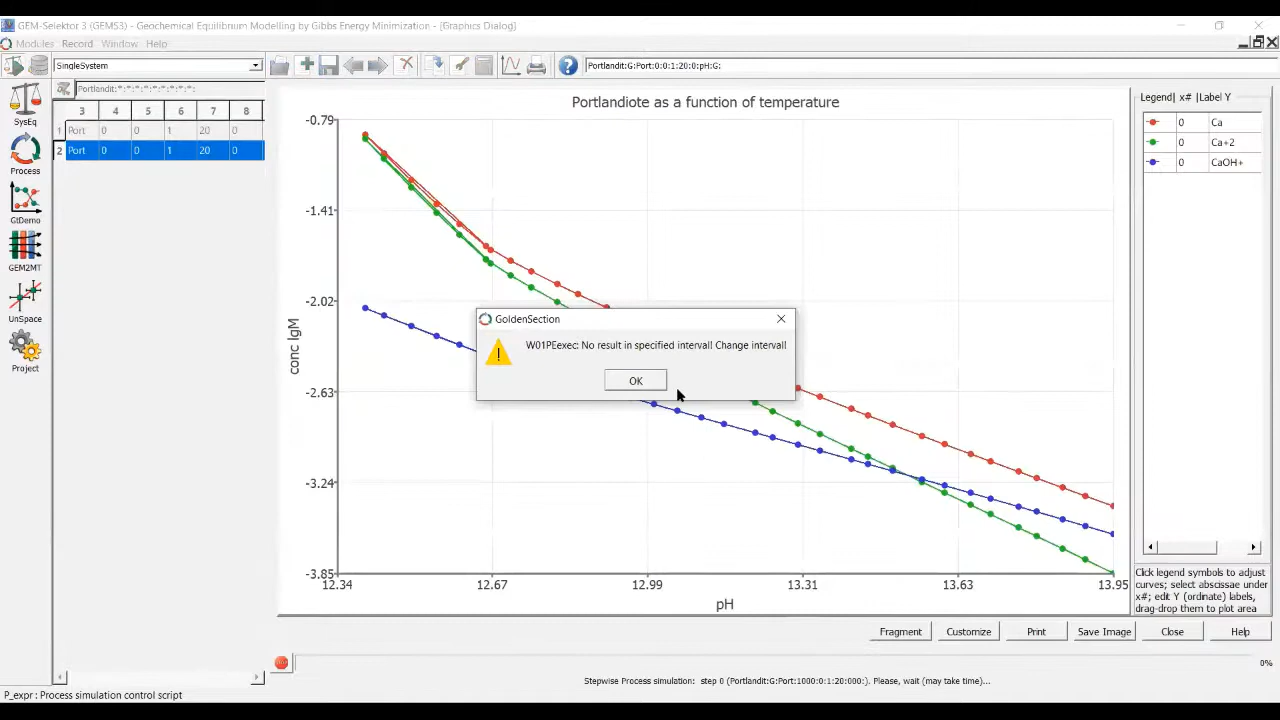 GEM-Selektor 3 (GEMS3) - Geochemical Equilibrium Modelling by Gibbs Energy Minimization - [Graphics Dialog]
Modules Record Window Help
SingleSystem
Portlandit:G:Port:0:0:1:20:0:pH:G:
Portlandit: *:*:*:*:*:*:*:*:
3 4 5 6 7 8
1 Port 0 0 1 20 0
2 Port 0 0 1 20 0
SysEq
Process
GtDemo
GEM2MT
UnSpace
Project
Portlandiote as a function of temperature
-0.79
-1.41
-2.02
-2.63
-3.24
-3.85
conc lgM
12.34 12.67 12.99 13.31 13.63 13.95
pH
GoldenSection
W01PEexec: No result in specified interval! Change interval!
OK
Legend| x# |Label Y
0 Ca
0 Ca+2
0 CaOH+
Click legend symbols to adjust
curves; select abscissae under
x#; edit Y (ordinate) labels,
drag-drop them to plot area
Fragment Customize Print Save Image Close Help
0%
Stepwise Process simulation: step 0 (Portlandit:G:Port:1000:0:1:20:000:). Please, wait (may take time)...
P_expr : Process simulation control script